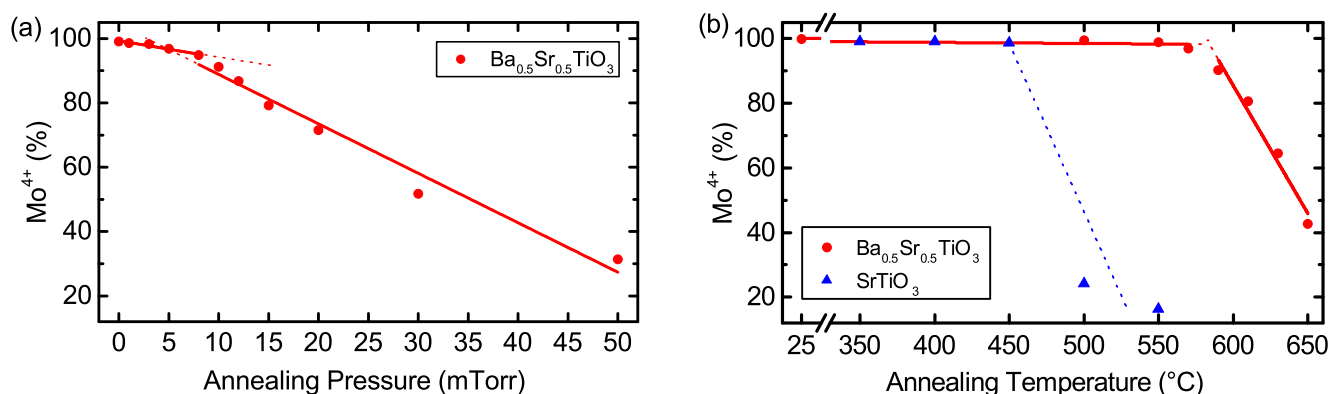 (a)
100
80
60
40
20
Mo⁴⁺ (%)
Ba₀.₅Sr₀.₅TiO₃
0 5 10 15 20 25 30 35 40 45 50
Annealing Pressure (mTorr)
(b)
100
80
60
40
20
Mo⁴⁺ (%)
Ba₀.₅Sr₀.₅TiO₃
SrTiO₃
25 350 400 450 500 550 600 650
Annealing Temperature (°C)